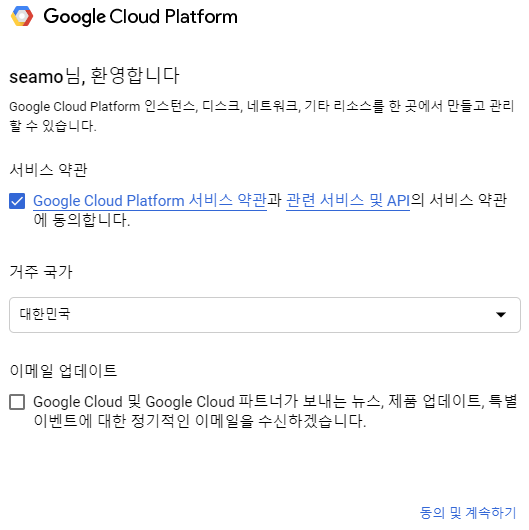 Google Cloud Platform
seamo님, 환영합니다
Google Cloud Platform 인스턴스, 디스크, 네트워크, 기타 리소스를 한 곳에서 만들고 관리
할 수 있습니다.
서비스 약관
Google Cloud Platform 서비스 약관과 관련 서비스 및 API의 서비스 약관
에 동의합니다.
거주 국가
대한민국
이메일 업데이트
Google Cloud 및 Google Cloud 파트너가 보내는 뉴스, 제품 업데이트, 특별
이벤트에 대한 정기적인 이메일을 수신하겠습니다.
동의 및 계속하기